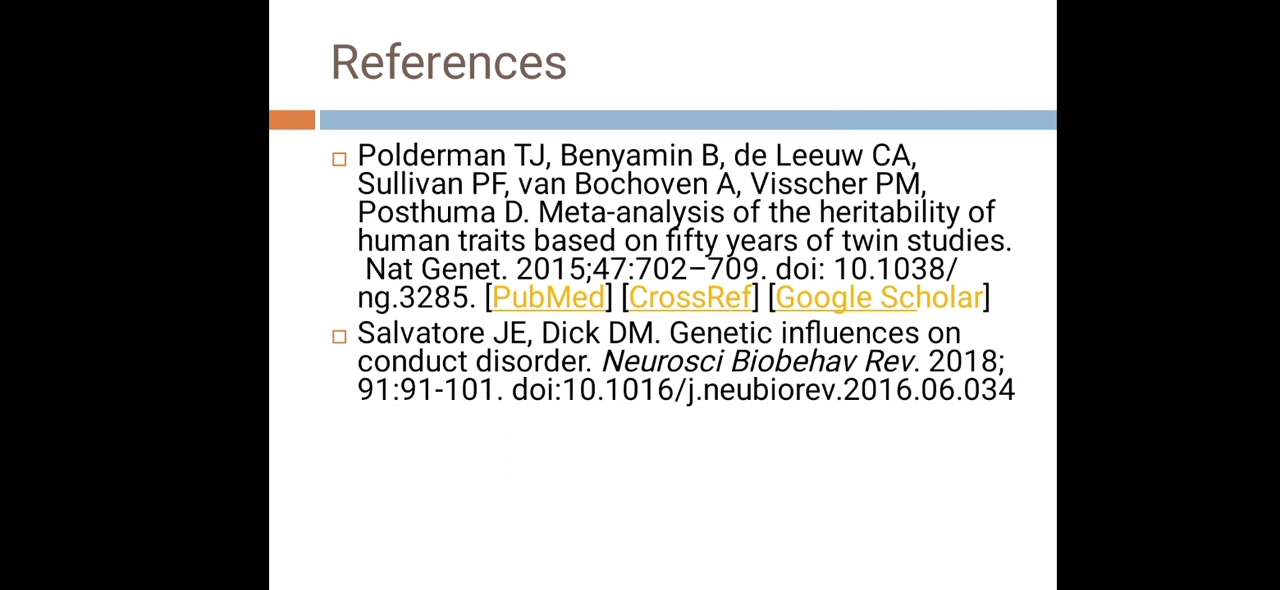 References
Polderman TJ, Benyamin B, de Leeuw CA,
Sullivan PF, van Bochoven A, Visscher PM,
Posthuma D. Meta-analysis of the heritability of
human traits based on fifty years of twin studies.
Nat Genet. 2015;47:702–709. doi: 10.1038/
ng.3285. [PubMed] [CrossRef] [Google Scholar]
Salvatore JE, Dick DM. Genetic influences on
conduct disorder. Neurosci Biobehav Rev. 2018;
91:91-101. doi:10.1016/j.neubiorev.2016.06.034